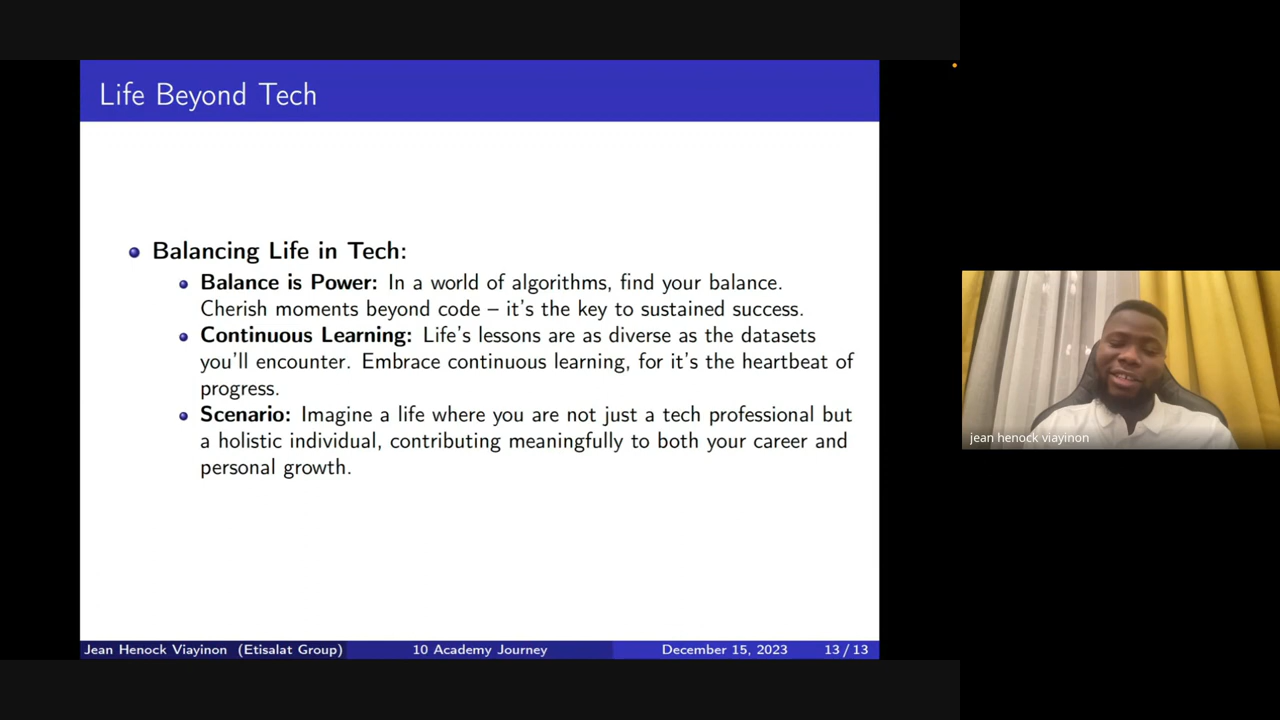 Life Beyond Tech
Balancing Life in Tech:
Balance is Power: In a world of algorithms, find your balance.
Cherish moments beyond code – it's the key to sustained success.
Continuous Learning: Life's lessons are as diverse as the datasets
you'll encounter. Embrace continuous learning, for it's the heartbeat of
progress.
Scenario: Imagine a life where you are not just a tech professional but
a holistic individual, contributing meaningfully to both your career and
personal growth.
Jean Henock Viayinon (Etisalat Group) 10 Academy Journey December 15, 2023 13 / 13
jean henock viayinon